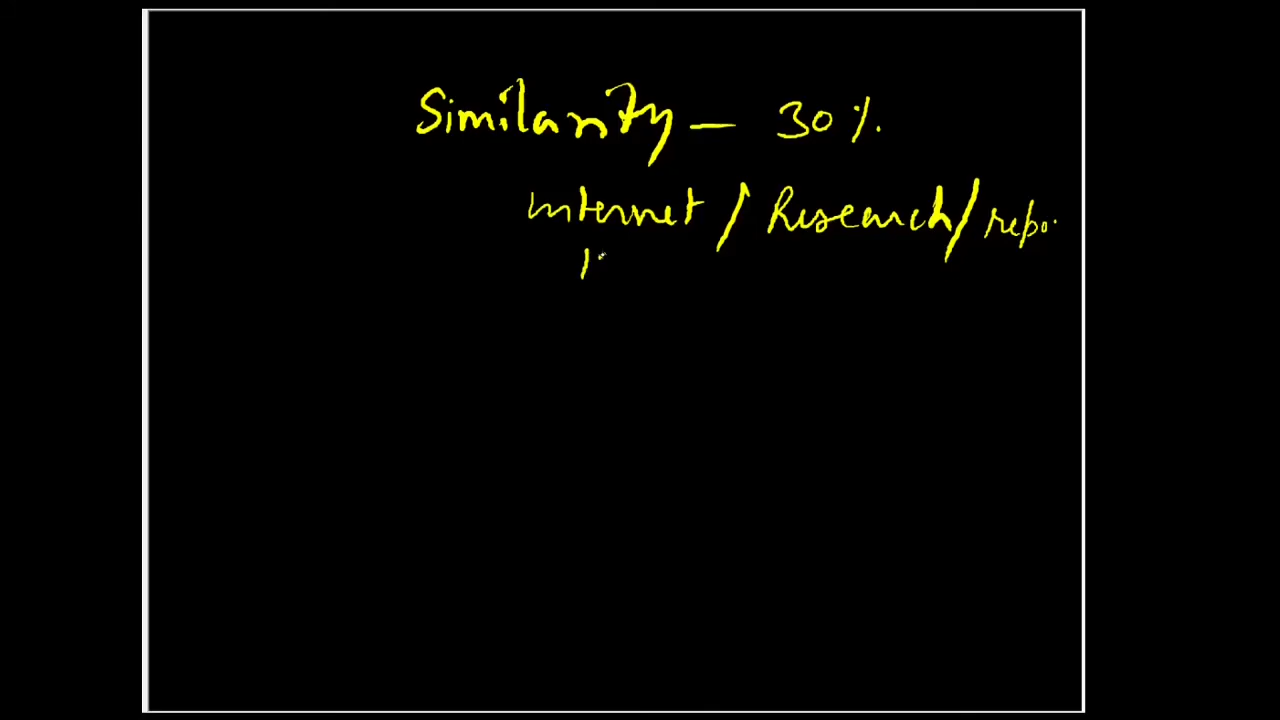 Similarity — 30%.
internet / Research / repo.